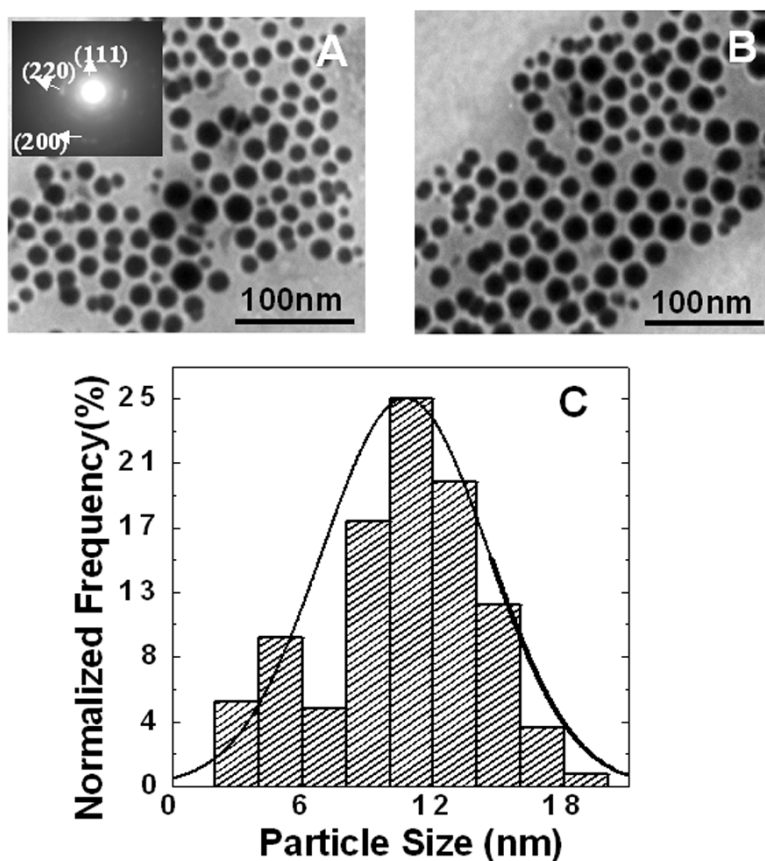 A
(111)
(220)
(200)
100nm
B
100nm
C
Normalized Frequency(%)
25
21
17
13
8
4
0
0 6 12 18
Particle Size (nm)